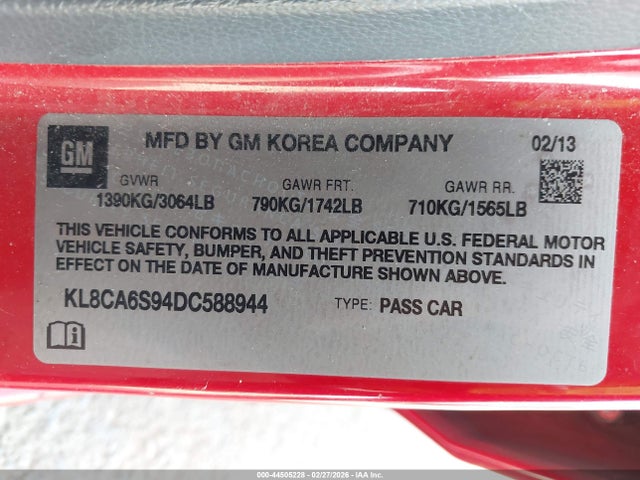 GM
MFD BY GM KOREA COMPANY 02/13
GVWR GAWR FRT. GAWR RR.
1390KG/3064LB 790KG/1742LB 710KG/1565LB
THIS VEHICLE CONFORMS TO ALL APPLICABLE U.S. FEDERAL MOTOR
VEHICLE SAFETY, BUMPER, AND THEFT PREVENTION STANDARDS IN
EFFECT ON THE DATE OF MANUFACTURE SHOWN ABOVE.
KL8CA6S94DC588944 TYPE: PASS CAR
000-44505228 - 02/27/2026 - © IAA Holdings, LLC